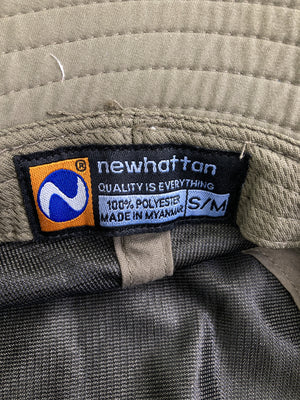 ®
newhattan
QUALITY IS EVERYTHING
100% POLYESTER
MADE IN MYANMAR
S/M